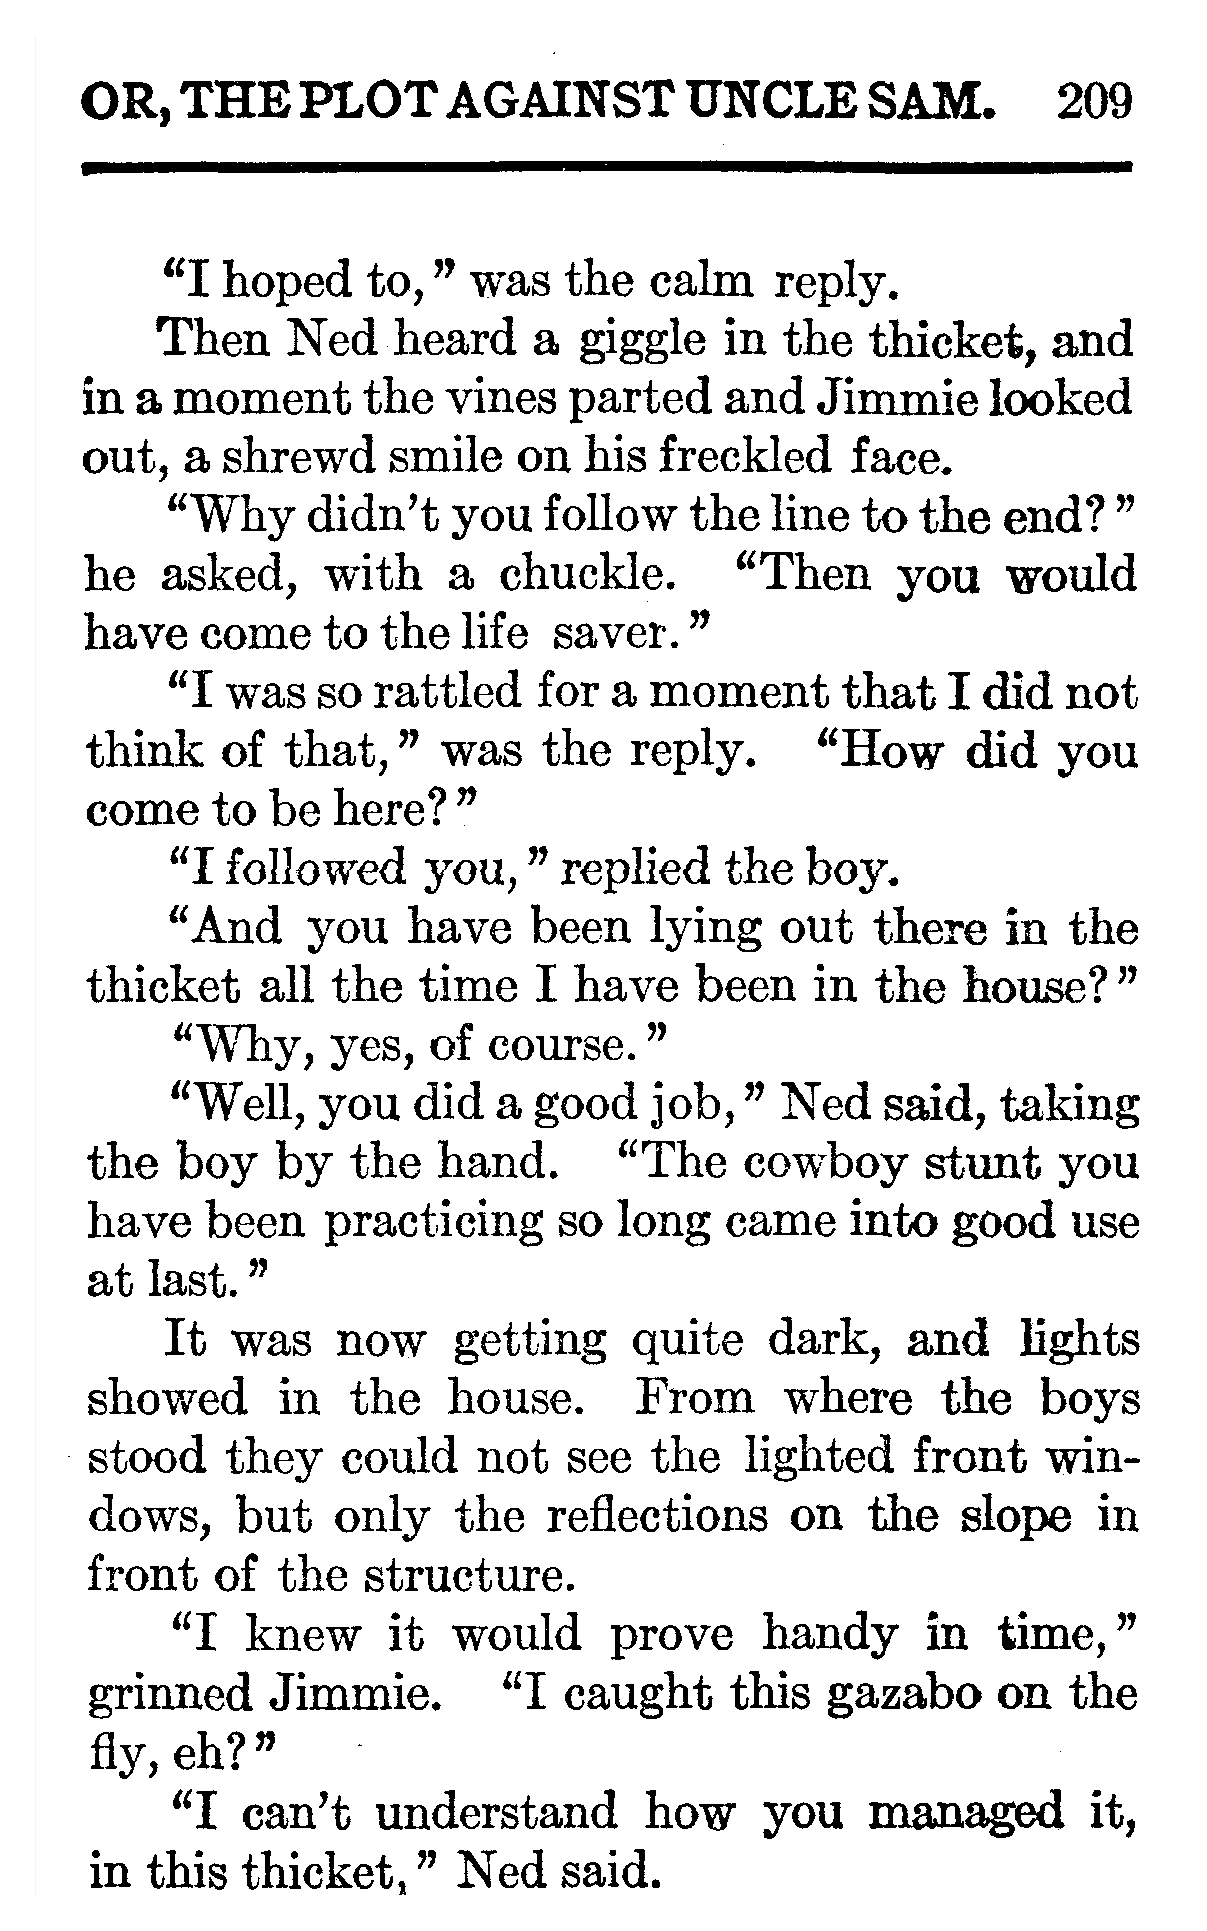 OR, THE PLOT AGAINST UNCLE SAM. 209
"I hoped to," was the calm reply.
Then Ned heard a giggle in the thicket, and
in a moment the vines parted and Jimmie looked
out, a shrewd smile on his freckled face.
"Why didn't you follow the line to the end?"
he asked, with a chuckle. "Then you would
have come to the life saver."
"I was so rattled for a moment that I did not
think of that," was the reply. "How did you
come to be here?"
"I followed you," replied the boy.
"And you have been lying out there in the
thicket all the time I have been in the house?"
"Why, yes, of course."
"Well, you did a good job," Ned said, taking
the boy by the hand. "The cowboy stunt you
have been practicing so long came into good use
at last."
It was now getting quite dark, and lights
showed in the house. From where the boys
stood they could not see the lighted front win-
dows, but only the reflections on the slope in
front of the structure.
"I knew it would prove handy in time,"
grinned Jimmie. "I caught this gazabo on the
fly, eh?"
"I can't understand how you managed it,
in this thicket," Ned said.